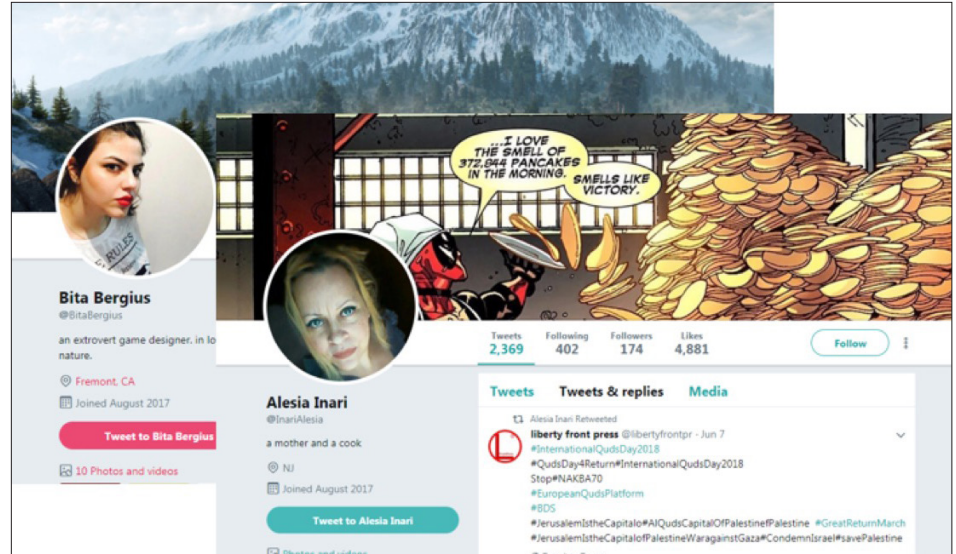 ...I LOVE
THE SMELL OF
372,844 PANCAKES
IN THE MORNING.
SMELLS LIKE
VICTORY.
RULES
Bita Bergius
@BitaBergius
an extrovert game designer. in lo
nature.
Fremont, CA
Joined August 2017
Tweet to Bita Bergius
10 Photos and videos
Alesia Inari
@InariAlesia
a mother and a cook
NJ
Joined August 2017
Tweet to Alesia Inari
Photos and videos
Tweets Following Followers Likes
2,369 402 174 4,881
Follow
Tweets Tweets & replies Media
Alesia Inari Retweeted
liberty front press @libertyfrontpr · Jun 7
#InternationalQudsDay2018
#QudsDay4Return#InternationalQudsDay2018
Stop#NAKBA70
#EuropeanQudsPlatform
#BDS
#JerusalemIstheCapitalo#AlQudsCapitalOfPalestinefPalestine #GreatReturnMarch
#JerusalemIstheCapitalofPalestineWaragainstGaza#CondemnIsrael#savePalestine